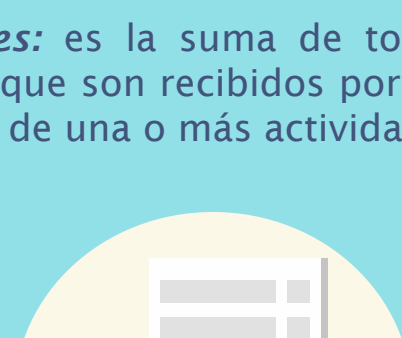 es: es la suma de to
que son recibidos por
de una o más activida